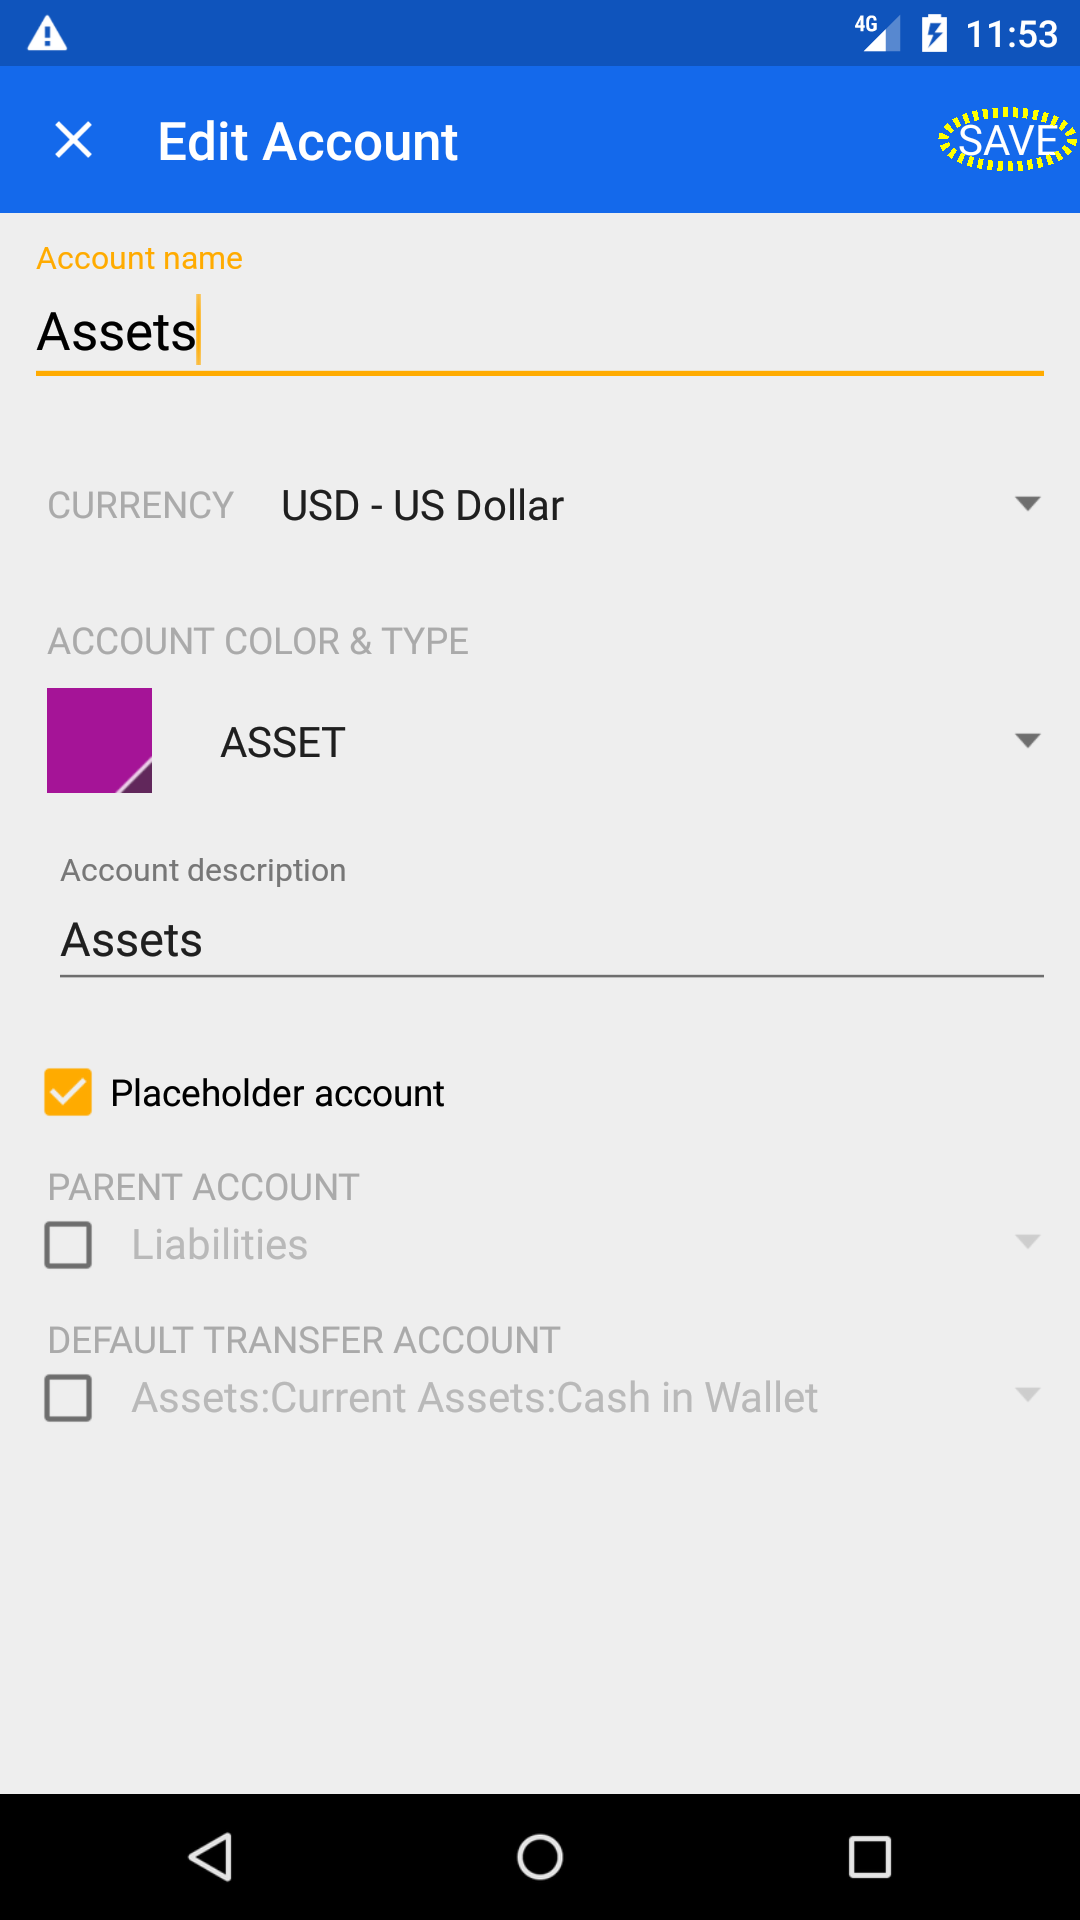 4G 11:53
Edit Account SAVE
Account name
Assets
CURRENCY USD - US Dollar
ACCOUNT COLOR & TYPE
ASSET
Account description
Assets
Placeholder account
PARENT ACCOUNT
Liabilities
DEFAULT TRANSFER ACCOUNT
Assets:Current Assets:Cash in Wallet